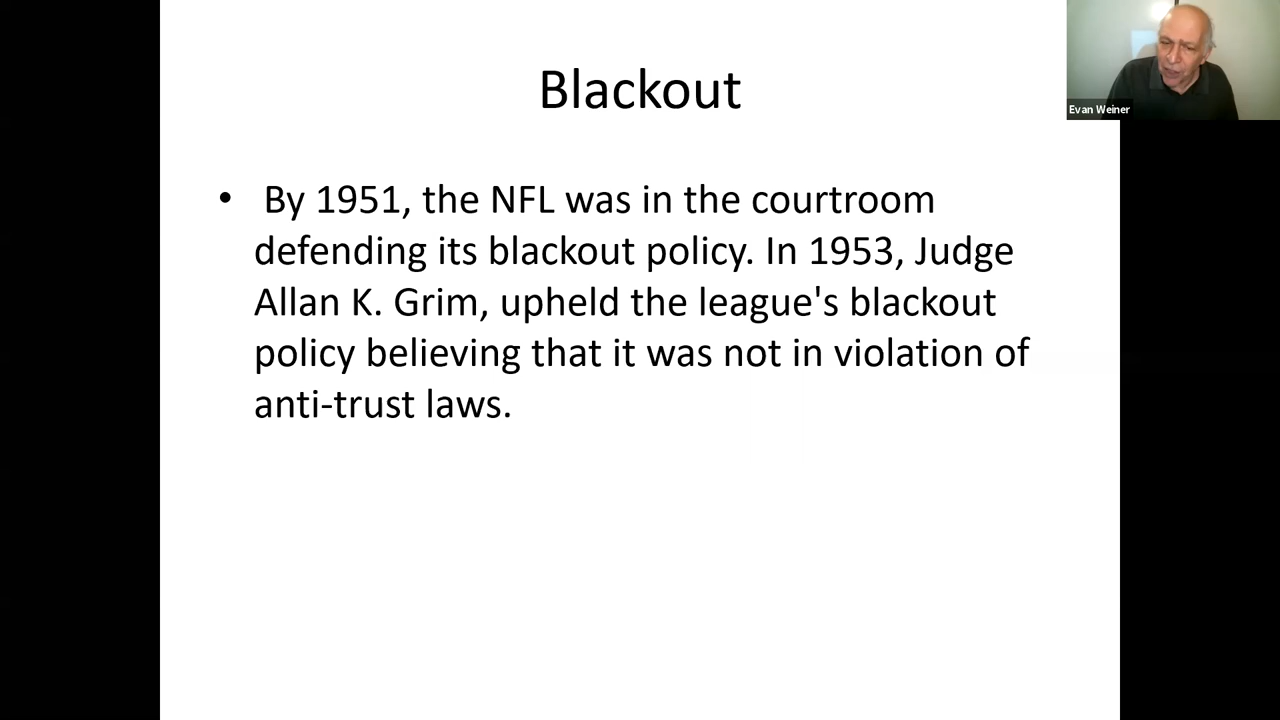 Blackout
Evan Weiner
• By 1951, the NFL was in the courtroom
defending its blackout policy. In 1953, Judge
Allan K. Grim, upheld the league's blackout
policy believing that it was not in violation of
anti-trust laws.